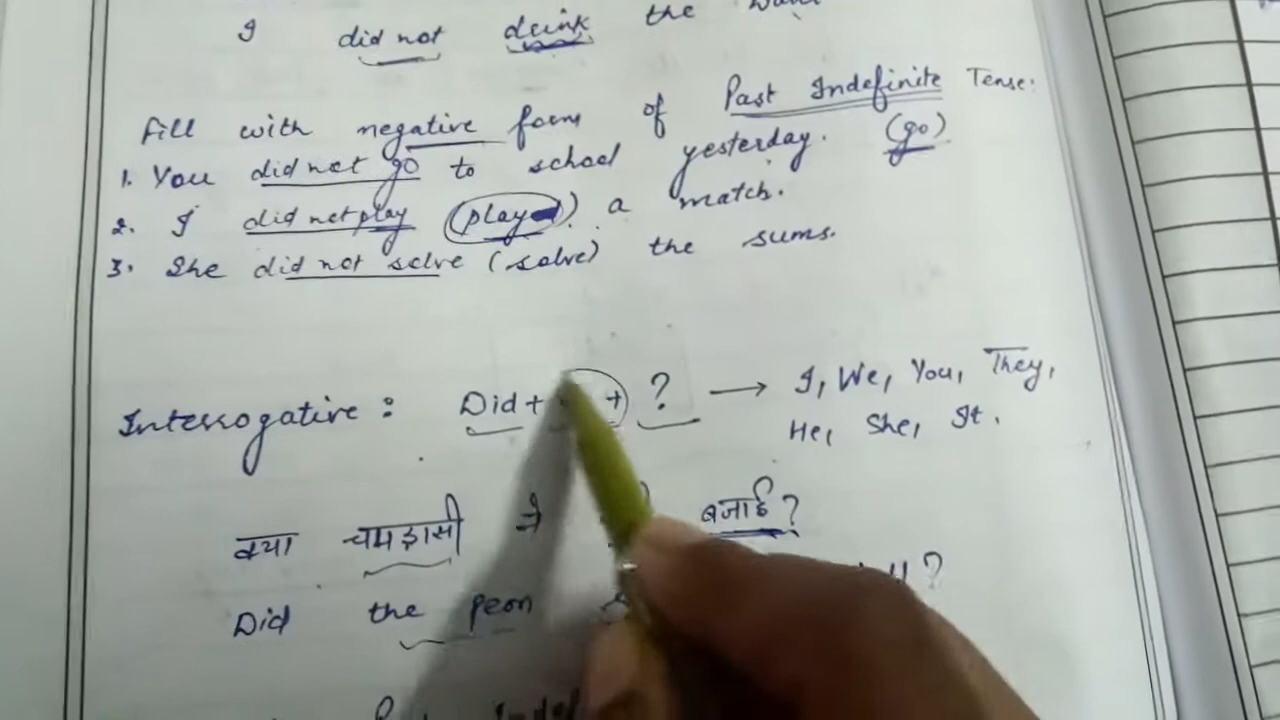 I did not drink the
Fill with negative form of Past Indefinite Tense:
1. You did not go to school yesterday. (go)
2. I did not play (play) a match.
3. She did not solve (solve) the sums.
Interrogative : Did + + ? → I, We, You, They,
He, She, It.
क्या चपड़ासी ने बजाई?
Did the peon ?